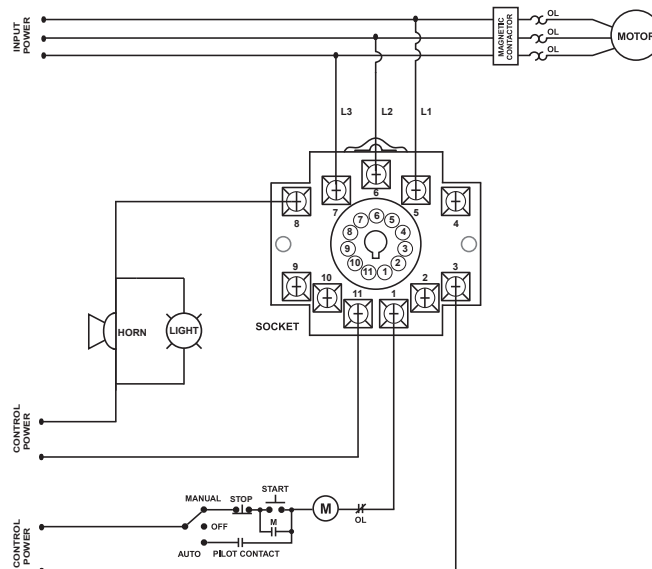 INPUT
POWER
MAGNETIC
CONTACTOR
OL
OL
OL
MOTOR
L3
L2
L1
8
7
6
5
4
6
7
5
8
4
9
3
10
2
11
1
9
10
11
1
2
3
SOCKET
HORN
LIGHT
CONTROL
POWER
CONTROL
POWER
MANUAL
STOP
START
M
M
OL
OFF
AUTO
PILOT CONTACT